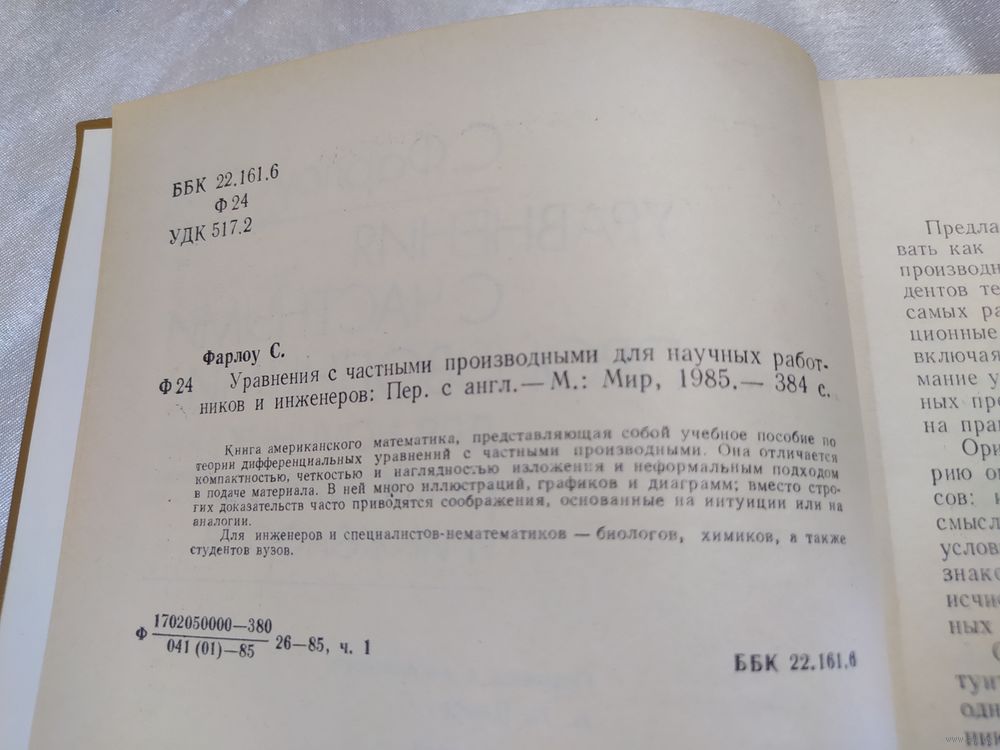 ББК 22.161.6
Ф 24
УДК 517.2
Фарлоу С.
Ф 24 Уравнения с частными производными для научных работ-
ников и инженеров: Пер. с англ.— М.: Мир, 1985.— 384 с.
Книга американского математика, представляющая собой учебное пособие по
теории дифференциальных уравнений с частными производными. Она отличается
компактностью, четкостью и наглядностью изложения и неформальным подходом
в подаче материала. В ней много иллюстраций, графиков и диаграмм; вместо стро-
гих доказательств часто приводятся соображения, основанные на интуиции или на
аналогии.
Для инженеров и специалистов-нематематиков — биологов, химиков, а также
студентов вузов.
Ф 1702050000—380
041 (01)—85 26—85, ч. 1
ББК 22.161.6
Предла
вать как
производн
дентов те
самых ра
ционные
включая
мание у
ных пре
на прак
Ори
рию о
сов: 
смысл
услов
знако
исчи
ных
туит
одн
ник